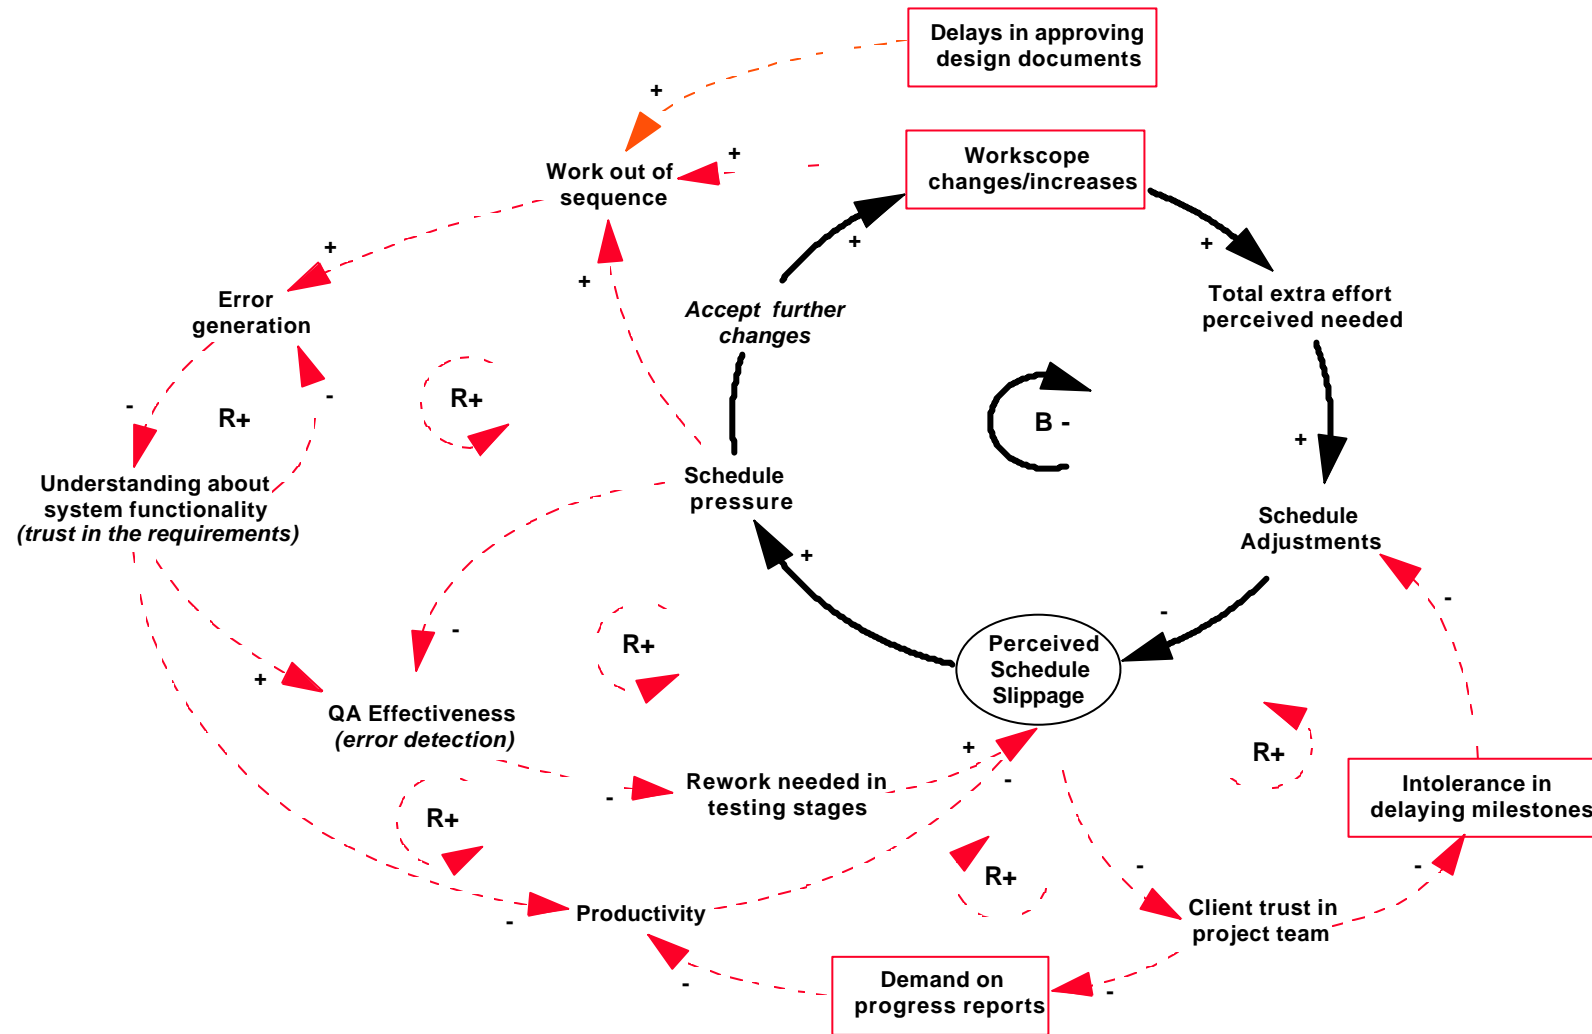 Delays in approving
design documents
+
Workscope
changes/increases
+
Work out of
sequence
+
+
+
+
Error
generation
Accept further
changes
Total extra effort
perceived needed
R+
-
-
R+
B -
+
Understanding about
system functionality
(trust in the requirements)
Schedule
pressure
Schedule
Adjustments
+
-
-
-
R+
Perceived
Schedule
Slippage
+
QA Effectiveness
(error detection)
+
R+
-
Rework needed in
testing stages
-
Intolerance in
delaying milestones
R+
-
-
R+
Productivity
-
Client trust in
project team
-
-
Demand on
progress reports